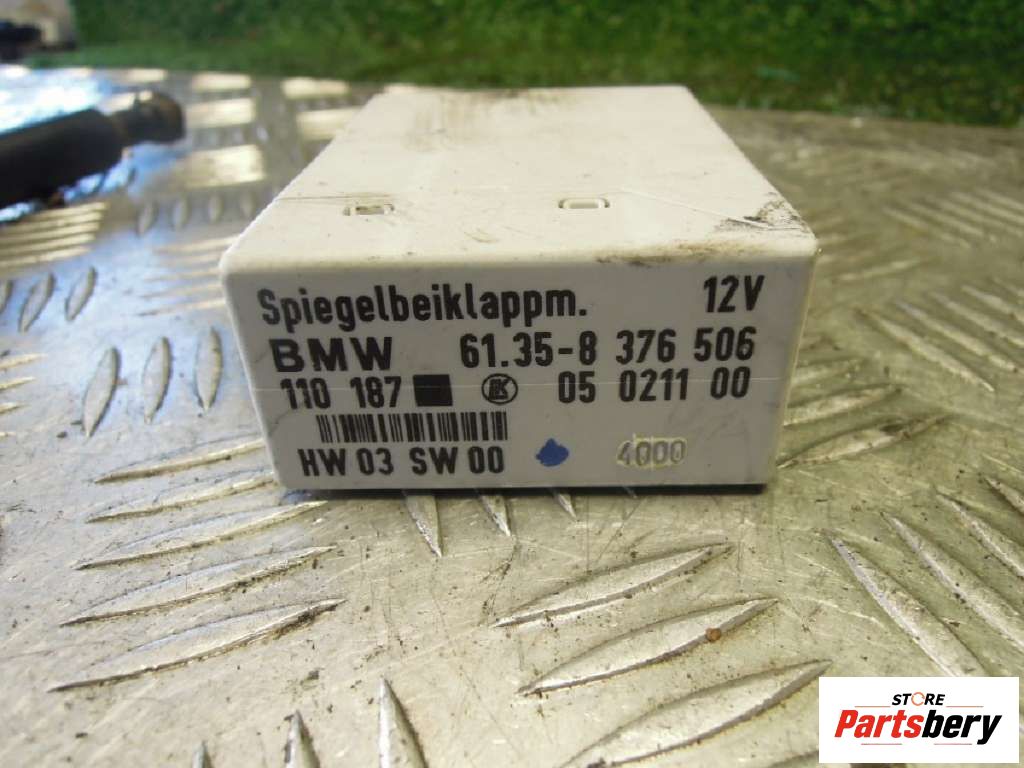 Spiegelbeiklappm. 12V
BMW 61.35-8 376 506
110 187 LK 05 0211 00
HW 03 SW 00 4000
STORE
Partsbery